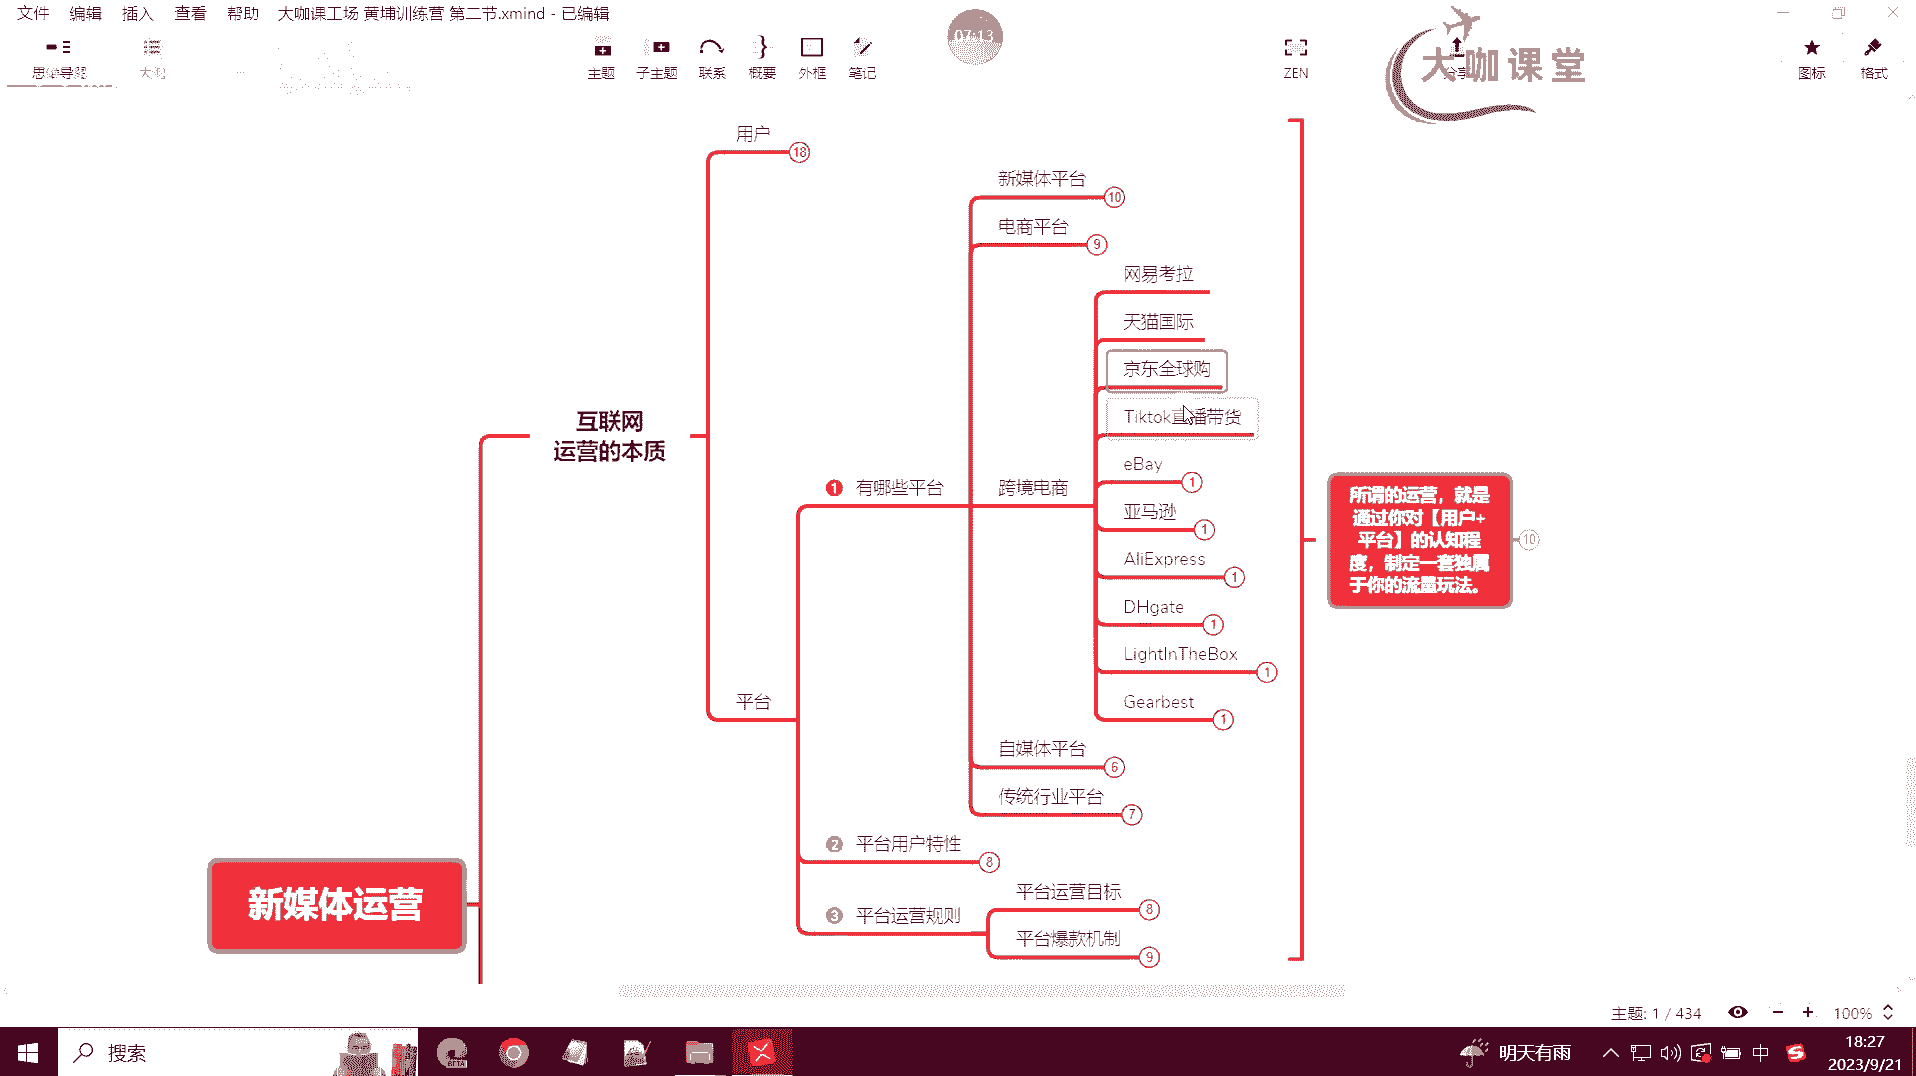 文件 编辑 插入 查看 帮助 大咖课工场 黄埔训练营 第二节.xmind - 已编辑
07:13
思维导图
大纲
主题
子主题
联系
概要
外框
笔记
ZEN
大咖课堂
图标
格式
用户
18
新媒体平台
10
电商平台
9
网易考拉
天猫国际
京东全球购
Tiktok直播带货
互联网
运营的本质
eBay
1
1
有哪些平台
跨境电商
亚马逊
1
所谓的运营，就是
通过你对【用户+
平台】的认知程
度，制定一套独属
于你的流量玩法。
10
AliExpress
1
DHgate
1
LightInTheBox
1
平台
Gearbest
1
自媒体平台
6
传统行业平台
7
2
平台用户特性
8
平台运营目标
8
3
平台运营规则
平台爆款机制
9
新媒体运营
主题: 1 / 434
100%
搜索
BETA
明天有雨
中
18:27
2023/9/21